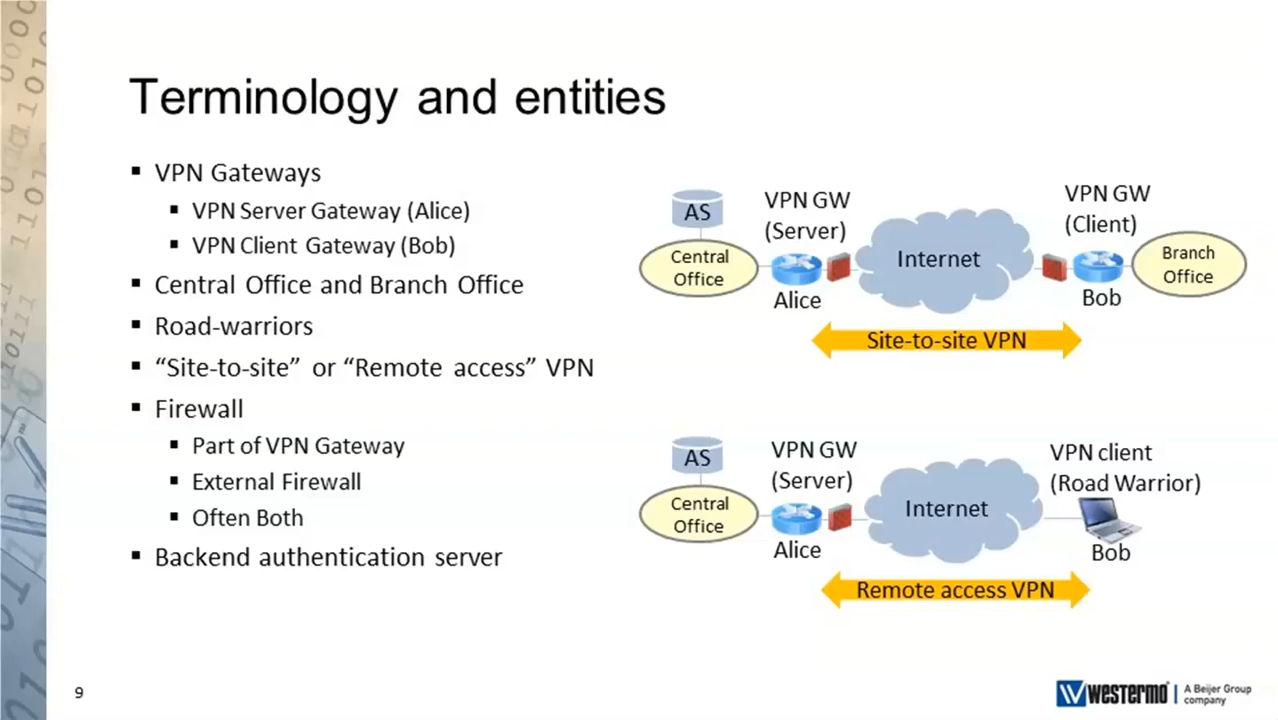 Terminology and entities
VPN Gateways
VPN Server Gateway (Alice)
VPN Client Gateway (Bob)
Central Office and Branch Office
Road-warriors
“Site-to-site” or “Remote access” VPN
Firewall
Part of VPN Gateway
External Firewall
Often Both
Backend authentication server
AS
Central
Office
VPN GW
(Server)
Alice
Internet
VPN GW
(Client)
Bob
Branch
Office
Site-to-site VPN
AS
Central
Office
VPN GW
(Server)
Alice
Internet
VPN client
(Road Warrior)
Bob
Remote access VPN
9
westermo
A Beijer Group
company